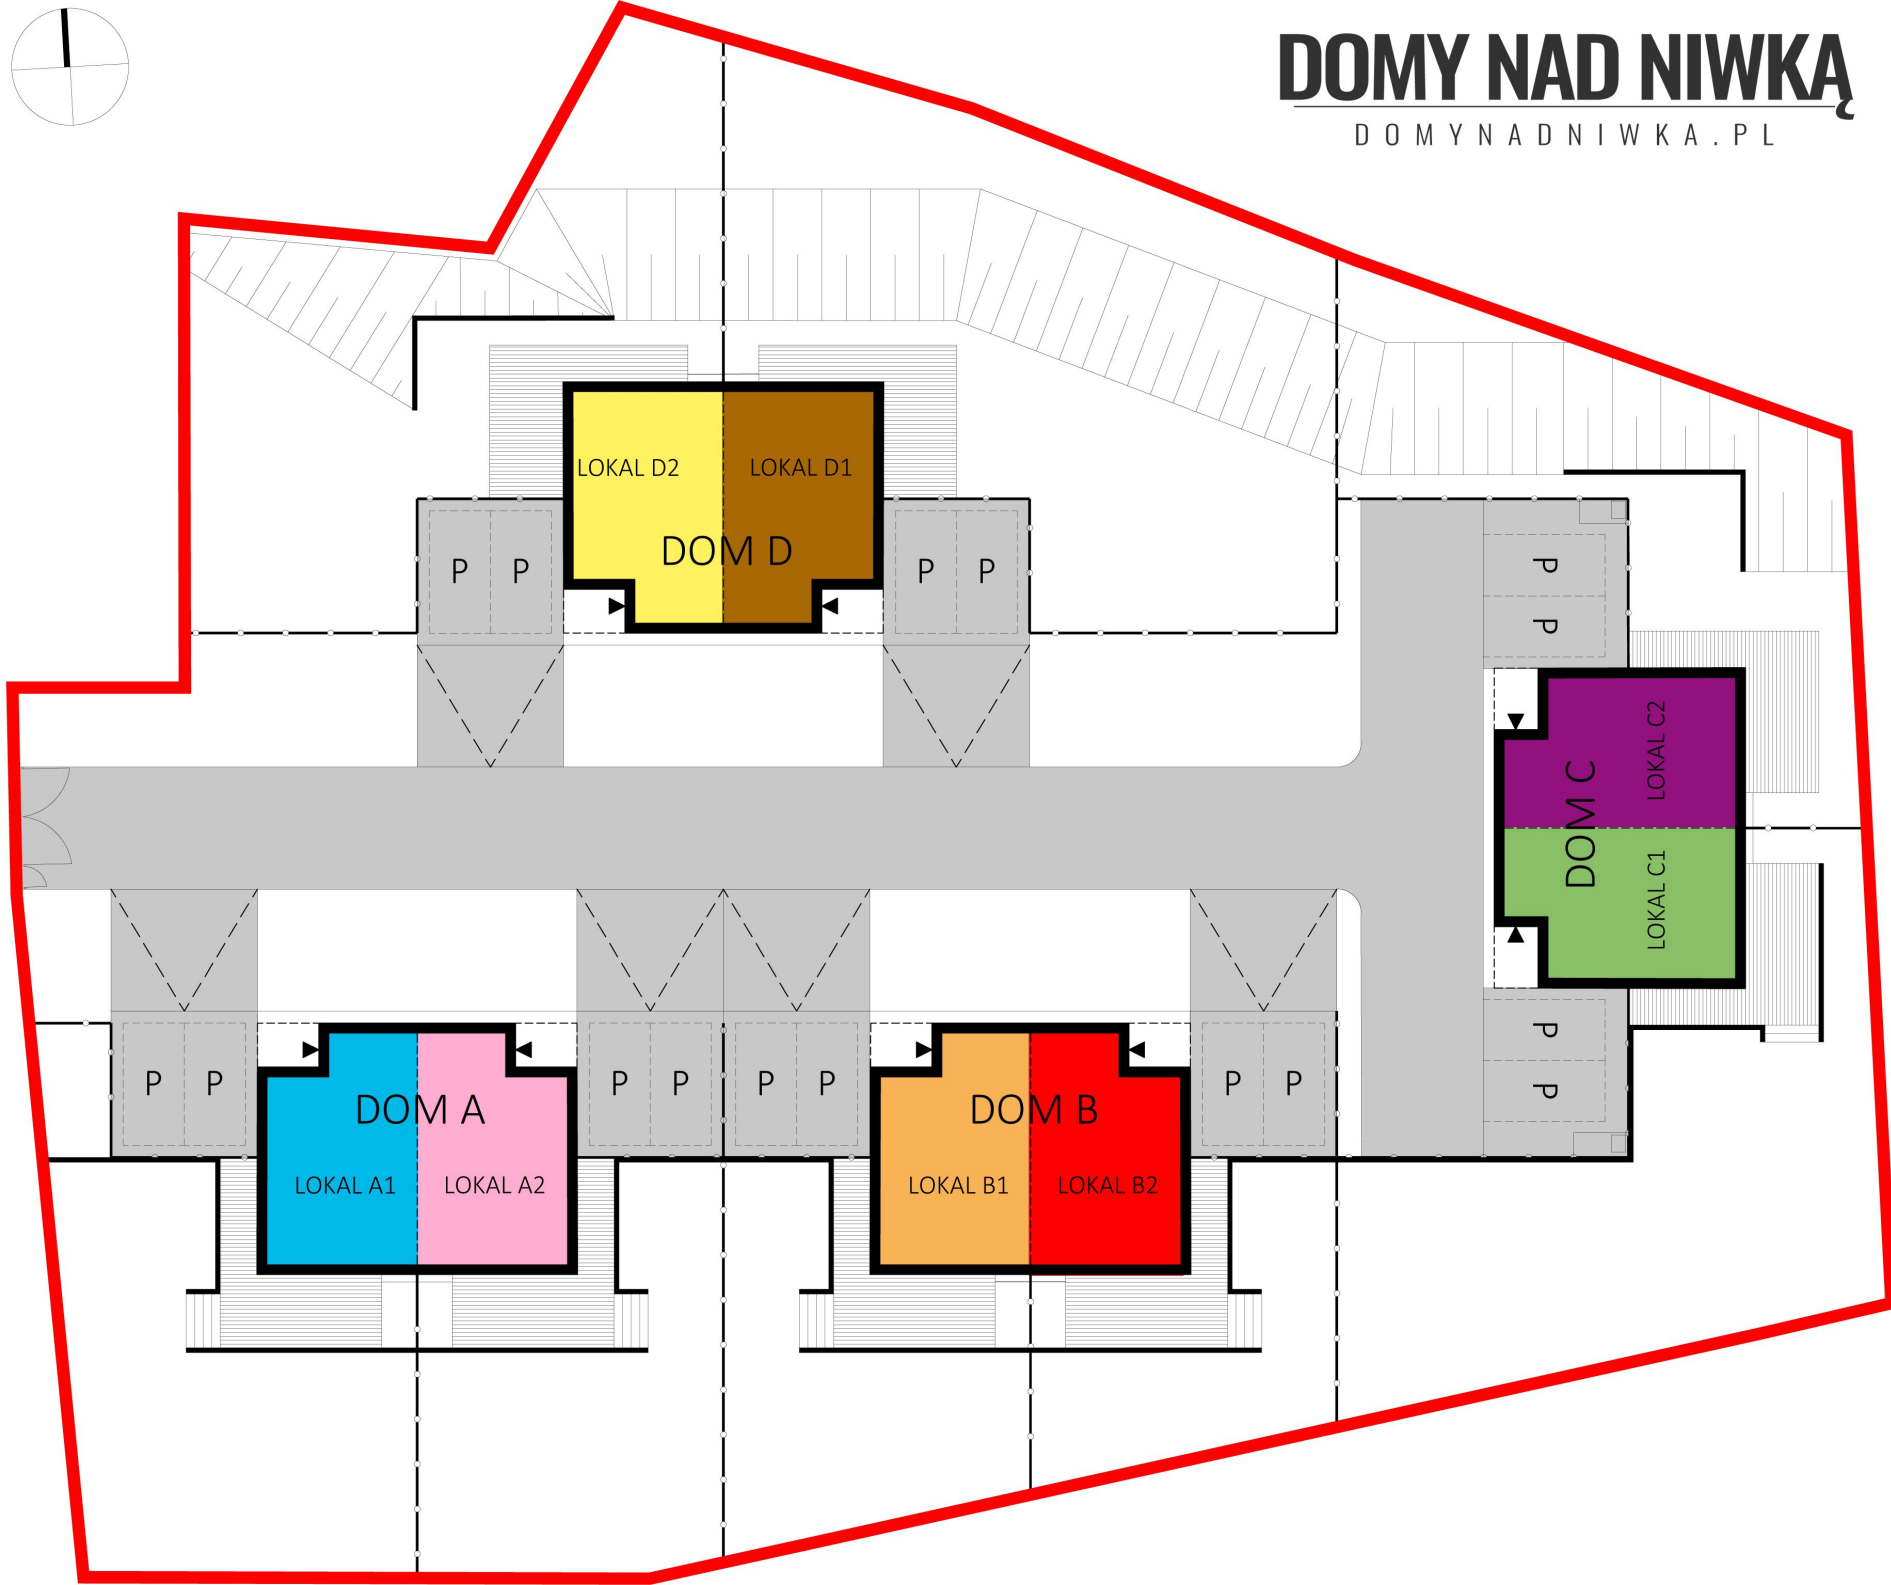 DOMY NAD NIWKĄ
DOMYNADNIWKA.PL
LOKAL D2
LOKAL D1
DOM D
P P
P P
P
P
LOKAL C2
DOM C
LOKAL C1
P
P
P P
P P
P P
P P
DOM A
DOM B
LOKAL A1
LOKAL A2
LOKAL B1
LOKAL B2